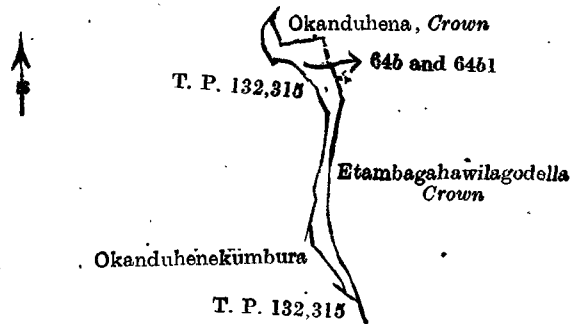 Okanduhena, Crown
64b and 64b1
T. P. 132,315
Etambagahawilagodella
Crown
Okanduhenekumbura
T. P. 132,315